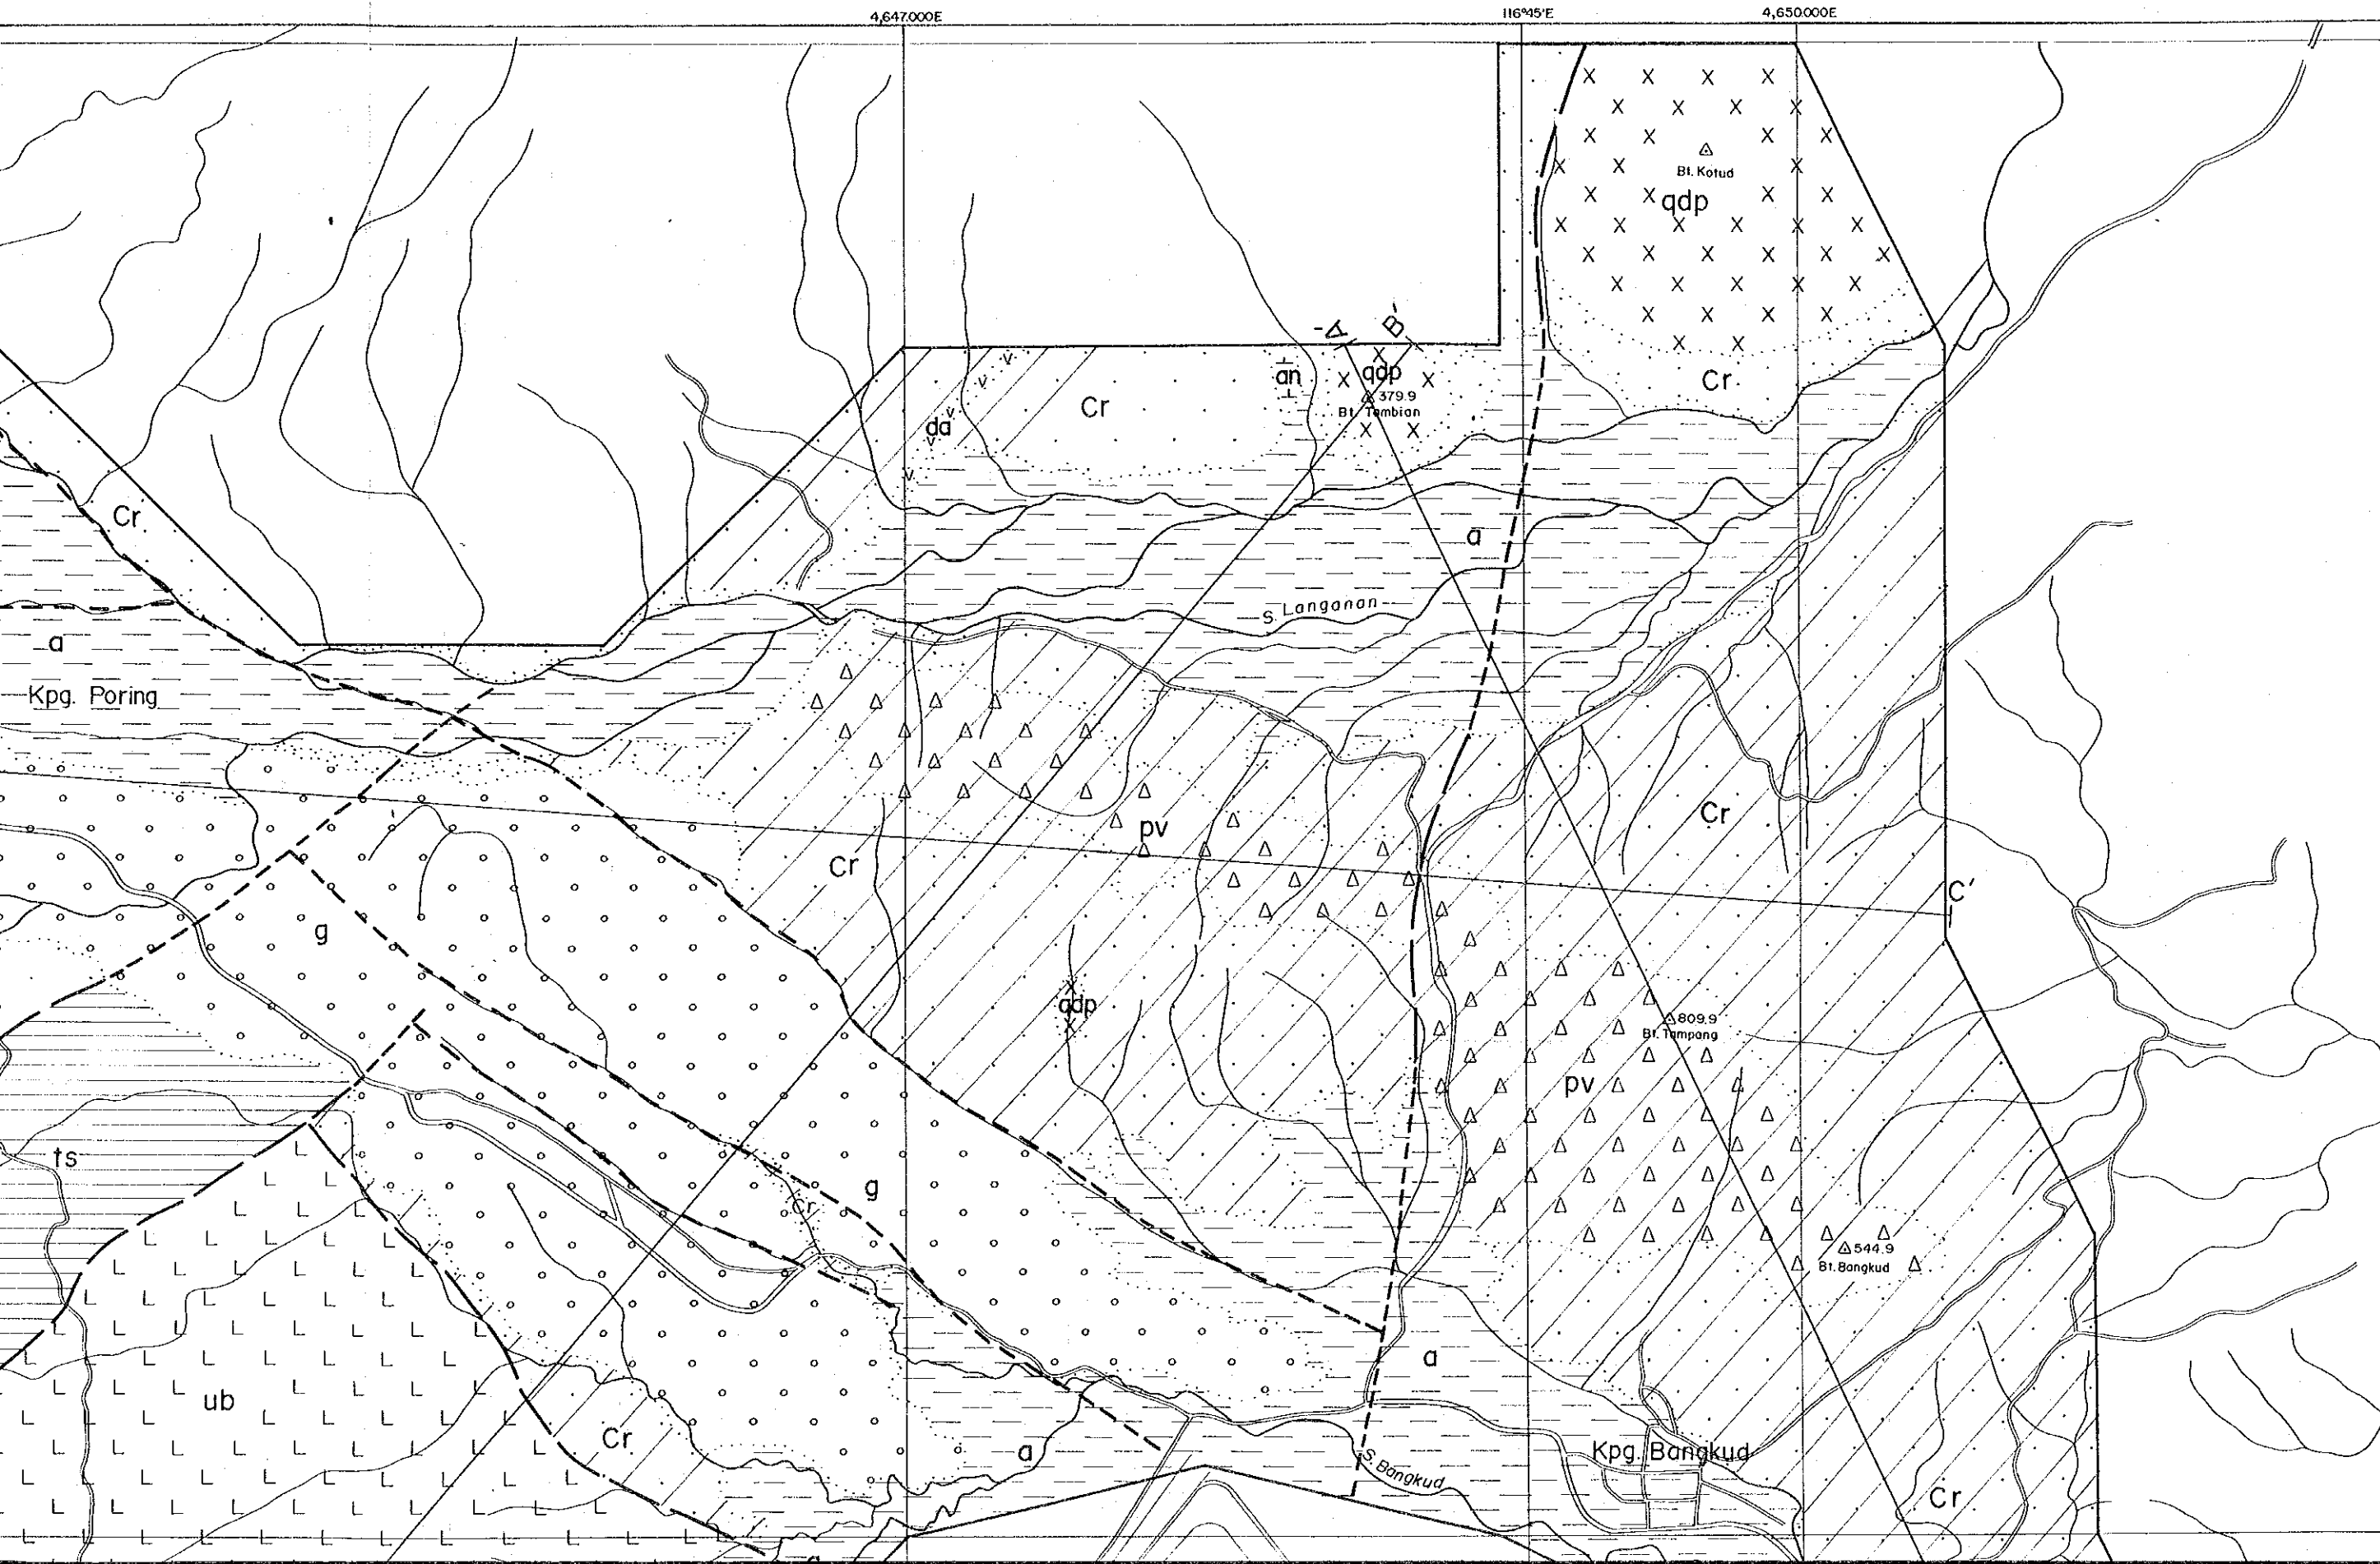 4,647.000E
116°45'E
4,650.000E
Bt. Kotud
qdp
A'
B'
an
qdp
379.9
Bt. Tambian
Cr
Cr
da
Cr
a
S. Langanan
a
Kpg. Poring
Cr
pv
Cr
C'
g
qdp
809.9
Bt. Tampang
pv
ts
g
Cr
544.9
Bt. Bangkud
a
ub
Cr
a
Kpg. Bangkud
S. Bangkud
Cr